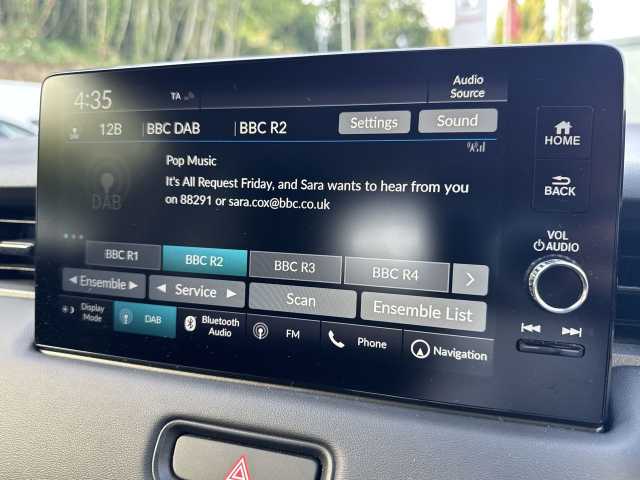 4:35 TA Audio
Source
12B BBC DAB BBC R2 Settings Sound
HOME
Pop Music
It's All Request Friday, and Sara wants to hear from you
on 88291 or sara.cox@bbc.co.uk
DAB
BACK
VOL
AUDIO
BBC R1 BBC R2 BBC R3 BBC R4
Ensemble Service Scan Ensemble List
Display
Mode DAB Bluetooth
Audio FM Phone Navigation